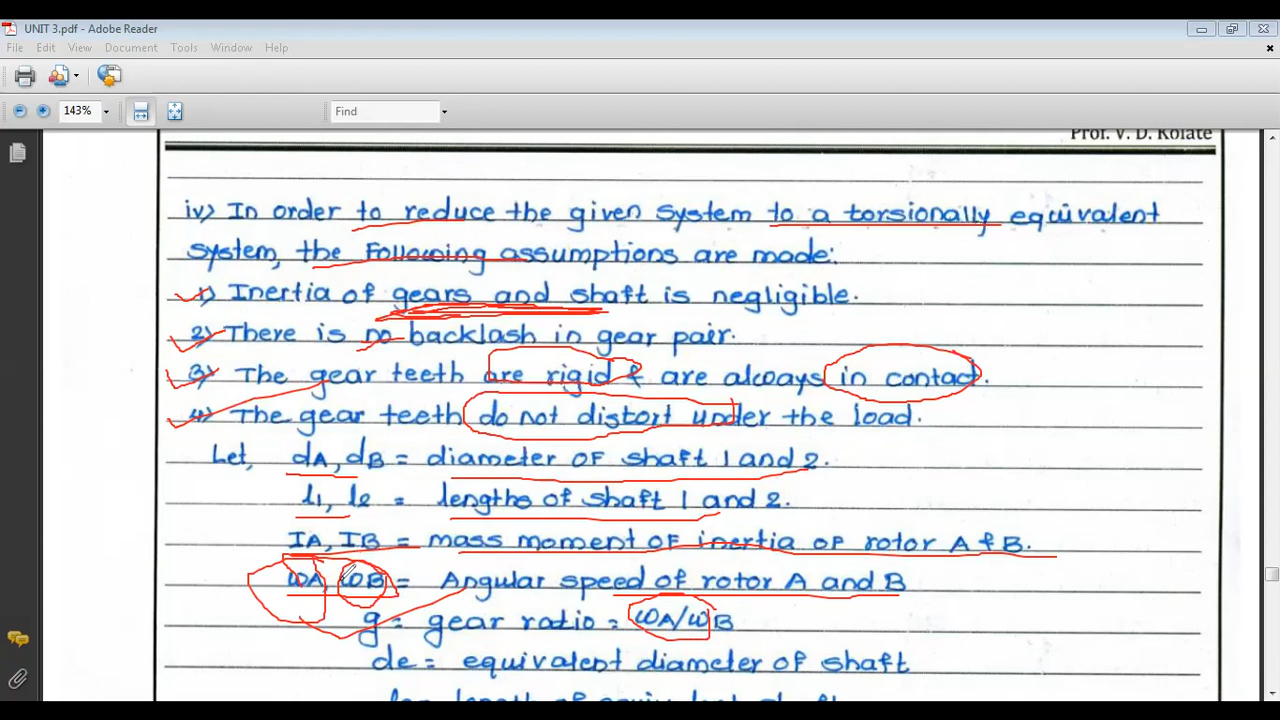 UNIT 3.pdf - Adobe Reader
File Edit View Document Tools Window Help
143% Find
Prof. V. D. Kolate
iv) In order to reduce the given system to a torsionally equivalent
system, the following assumptions are made:
1) Inertia of gears and shaft is negligible.
2) There is no backlash in gear pair.
3) The gear teeth are rigid & are always in contact.
4) The gear teeth do not distort under the load.
Let, dA, dB = diameter of shaft 1 and 2.
l1, l2 = lengths of shaft 1 and 2.
IA, IB = mass moment of inertia of rotor A & B.
ωA, ωB = Angular speed of rotor A and B
g = gear ratio = ωA/ωB
de = equivalent diameter of shaft
le = length of equivalent shaft